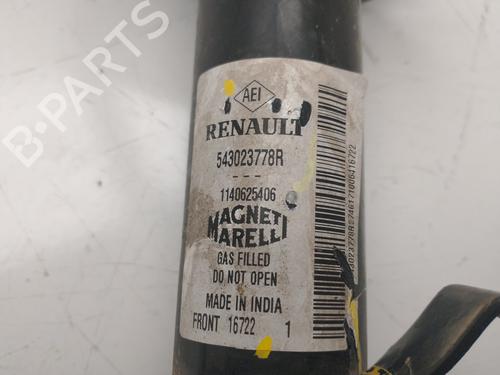 AEI
RENAULT
543023778R
---
1140625406
MAGNETI
MARELLI
GAS FILLED
DO NOT OPEN
MADE IN INDIA
FRONT 16722 1
B-PARTS